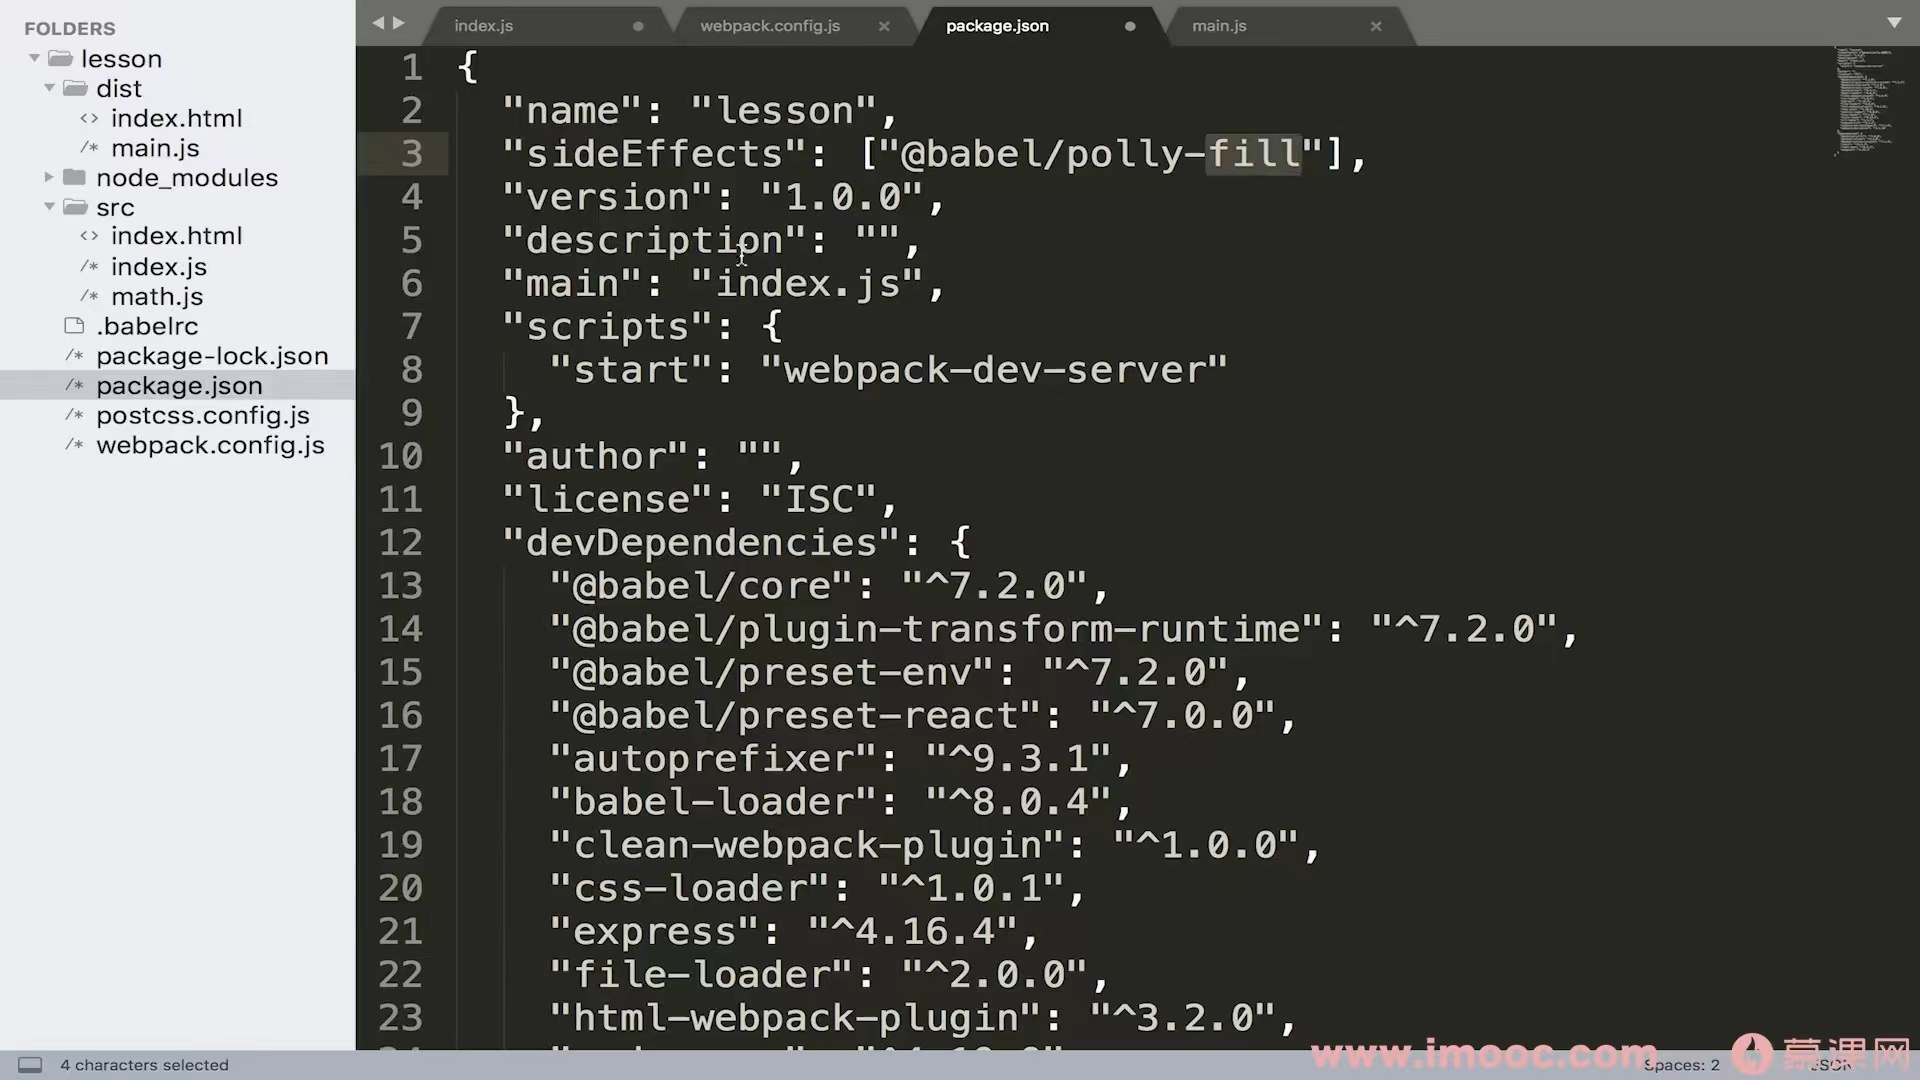 FOLDERS
lesson
dist
index.html
main.js
node_modules
src
index.html
index.js
math.js
.babelrc
package-lock.json
package.json
postcss.config.js
webpack.config.js
index.js
webpack.config.js
package.json
main.js
1 {
2 "name": "lesson",
3 "sideEffects": ["@babel/polly-fill"],
4 "version": "1.0.0",
5 "description": "",
6 "main": "index.js",
7 "scripts": {
8 "start": "webpack-dev-server"
9 },
10 "author": "",
11 "license": "ISC",
12 "devDependencies": {
13 "@babel/core": "^7.2.0",
14 "@babel/plugin-transform-runtime": "^7.2.0",
15 "@babel/preset-env": "^7.2.0",
16 "@babel/preset-react": "^7.0.0",
17 "autoprefixer": "^9.3.1",
18 "babel-loader": "^8.0.4",
19 "clean-webpack-plugin": "^1.0.0",
20 "css-loader": "^1.0.1",
21 "express": "^4.16.4",
22 "file-loader": "^2.0.0",
23 "html-webpack-plugin": "^3.2.0",
4 characters selected
Spaces: 2
JSON
www.imooc.com
慕课网